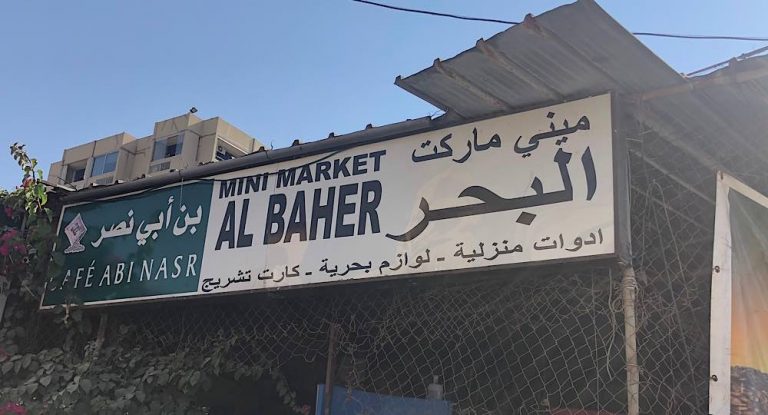 ميني ماركت
البحر
ادوات منزلية - لوازم بحرية - كارت تشريج
MINI MARKET
AL BAHER
بن أبي نصر
CAFÉ ABI NASR